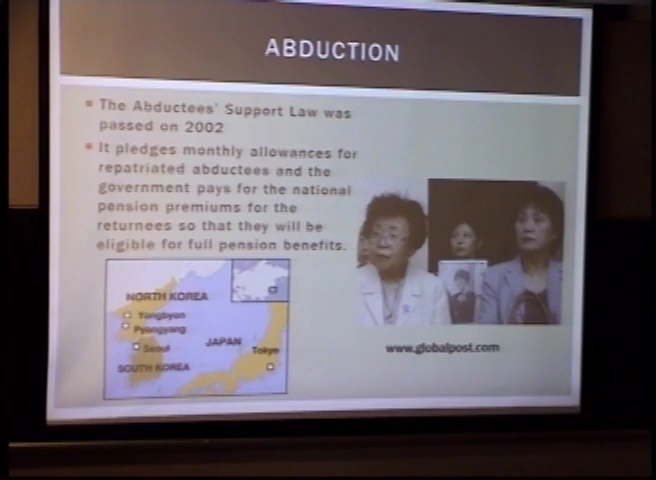 ABDUCTION
The Abductees' Support Law was
passed on 2002
It pledges monthly allowances for
repatriated abductees and the
government pays for the national
pension premiums for the
returnees so that they will be
eligible for full pension benefits.
NORTH KOREA
Yongbyon
Pyongyang
Seoul
JAPAN
Tokyo
SOUTH KOREA
www.globalpost.com